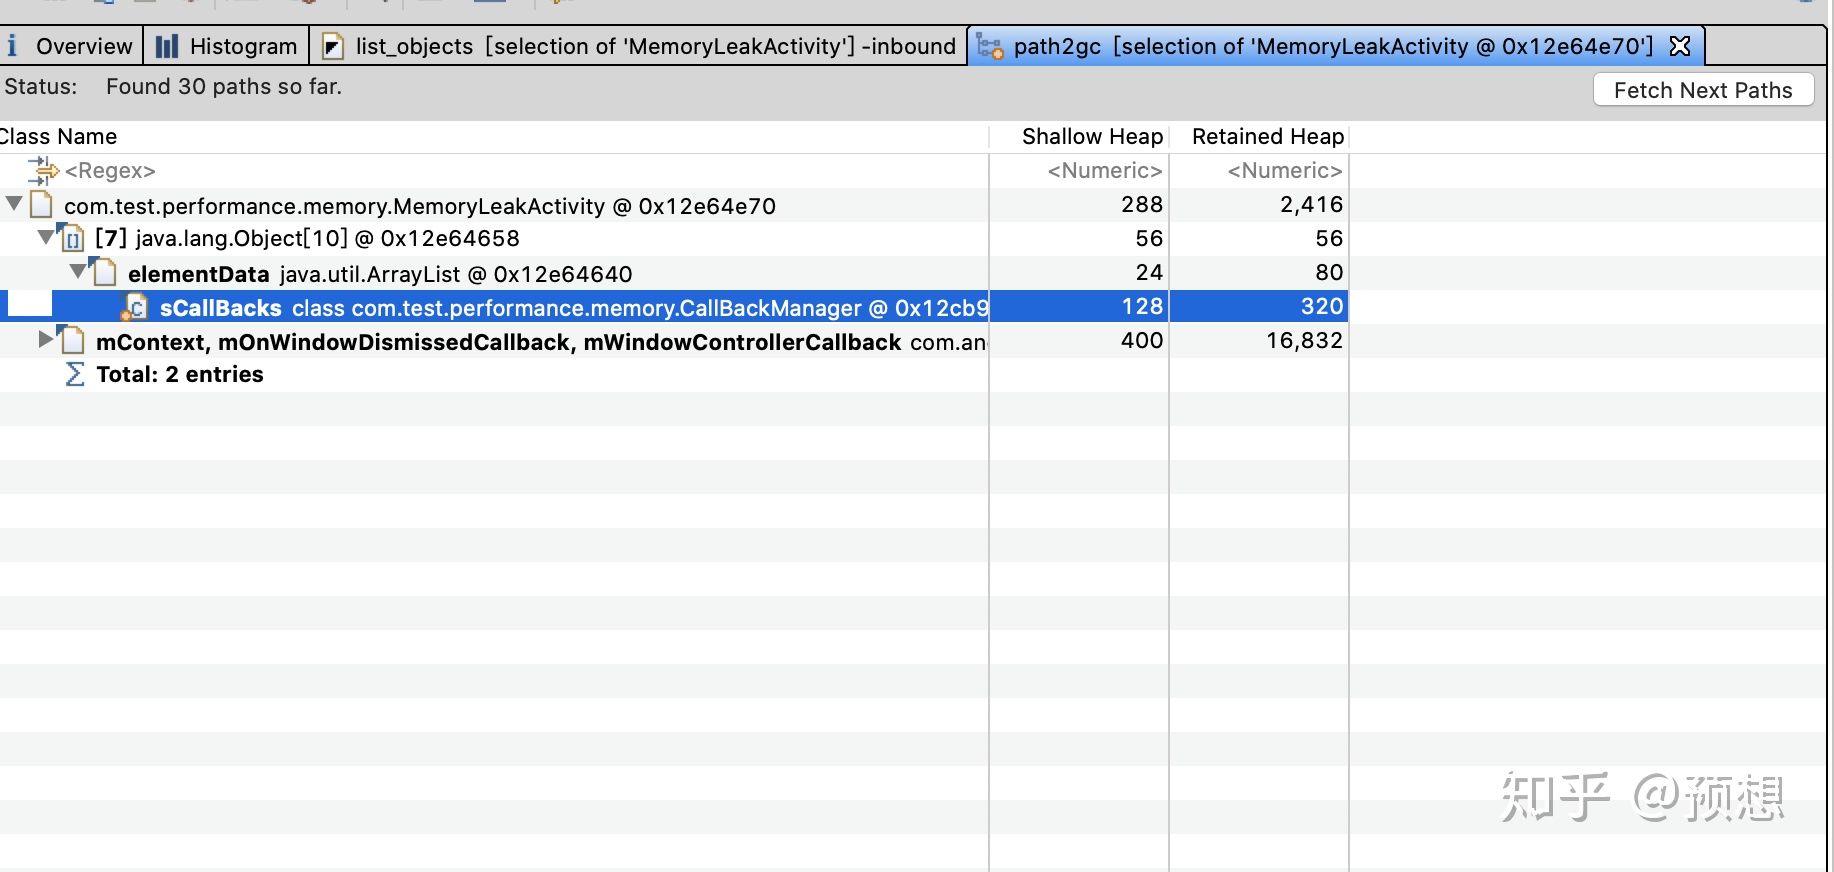 Overview Histogram list_objects [selection of 'MemoryLeakActivity'] -inbound path2gc [selection of 'MemoryLeakActivity @ 0x12e64e70']
Status: Found 30 paths so far. Fetch Next Paths
Class Name Shallow Heap Retained Heap
<Regex> <Numeric> <Numeric>
com.test.performance.memory.MemoryLeakActivity @ 0x12e64e70 288 2,416
[7] java.lang.Object[10] @ 0x12e64658 56 56
elementData java.util.ArrayList @ 0x12e64640 24 80
sCallBacks class com.test.performance.memory.CallBackManager @ 0x12cb9 128 320
mContext, mOnWindowDismissedCallback, mWindowControllerCallback com.an 400 16,832
Total: 2 entries
知乎 @预想